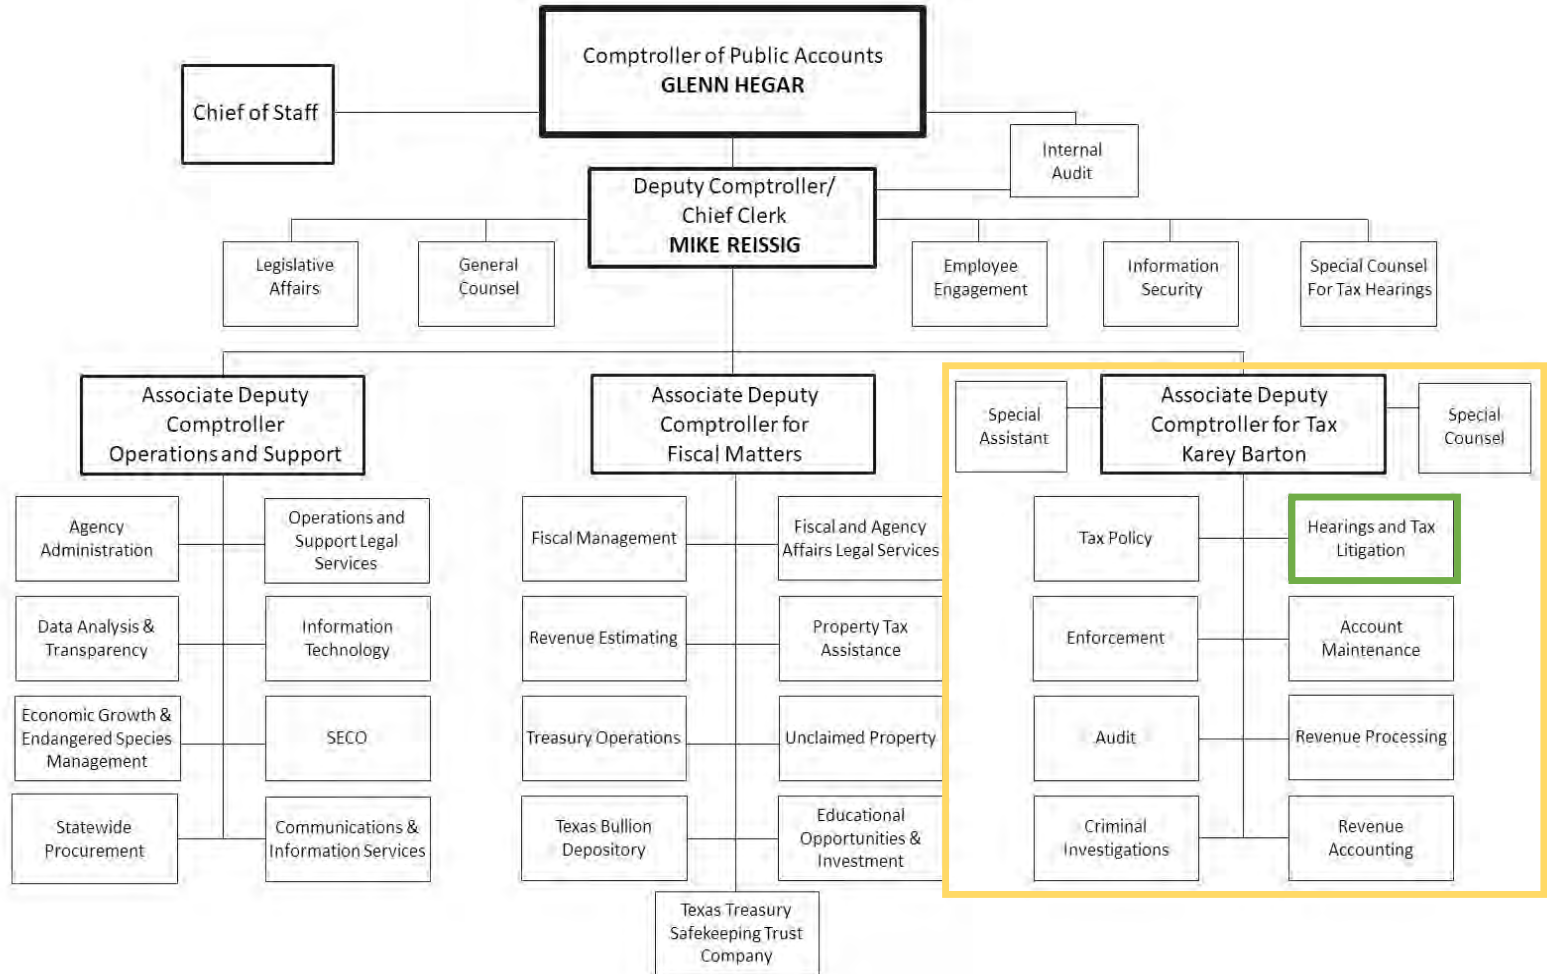 Comptroller of Public Accounts
GLENN HEGAR
Chief of Staff
Internal
Audit
Deputy Comptroller/
Chief Clerk
MIKE REISSIG
Legislative
Affairs
General
Counsel
Employee
Engagement
Information
Security
Special Counsel
For Tax Hearings
Associate Deputy
Comptroller
Operations and Support
Associate Deputy
Comptroller for
Fiscal Matters
Special
Assistant
Associate Deputy
Comptroller for Tax
Karey Barton
Special
Counsel
Agency
Administration
Operations and
Support Legal
Services
Data Analysis &
Transparency
Information
Technology
Economic Growth &
Endangered Species
Management
SECO
Statewide
Procurement
Communications &
Information Services
Fiscal Management
Fiscal and Agency
Affairs Legal Services
Revenue Estimating
Property Tax
Assistance
Treasury Operations
Unclaimed Property
Texas Bullion
Depository
Educational
Opportunities &
Investment
Texas Treasury
Safekeeping Trust
Company
Tax Policy
Hearings and Tax
Litigation
Enforcement
Account
Maintenance
Audit
Revenue Processing
Criminal
Investigations
Revenue
Accounting